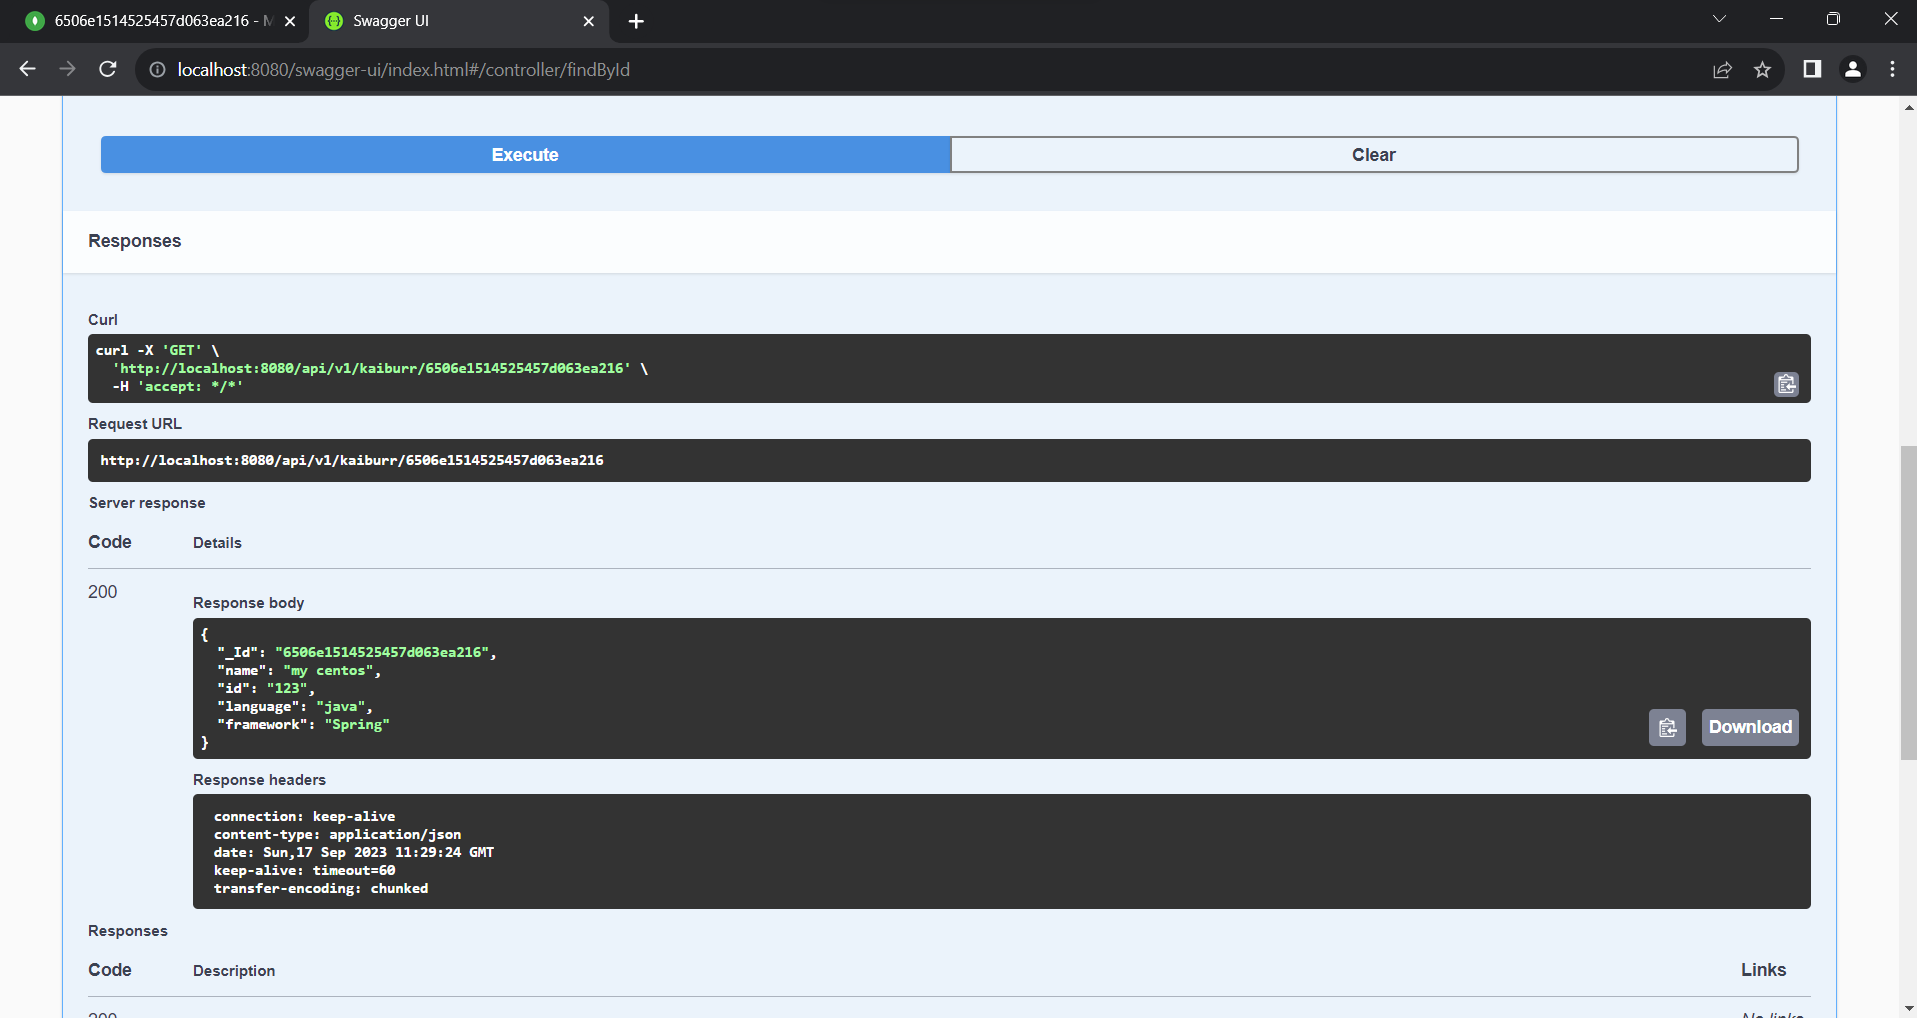 6506e1514525457d063ea216 - M
Swagger UI
localhost:8080/swagger-ui/index.html#/controller/findById
Execute
Clear
Responses
Curl
curl -X 'GET' \
'http://localhost:8080/api/v1/kaiburr/6506e1514525457d063ea216' \
-H 'accept: */*'
Request URL
http://localhost:8080/api/v1/kaiburr/6506e1514525457d063ea216
Server response
Code Details
200
Response body
{
"_Id": "6506e1514525457d063ea216",
"name": "my centos",
"id": "123",
"language": "java",
"framework": "Spring"
}
Download
Response headers
connection: keep-alive
content-type: application/json
date: Sun,17 Sep 2023 11:29:24 GMT
keep-alive: timeout=60
transfer-encoding: chunked
Responses
Code Description Links
200 No links